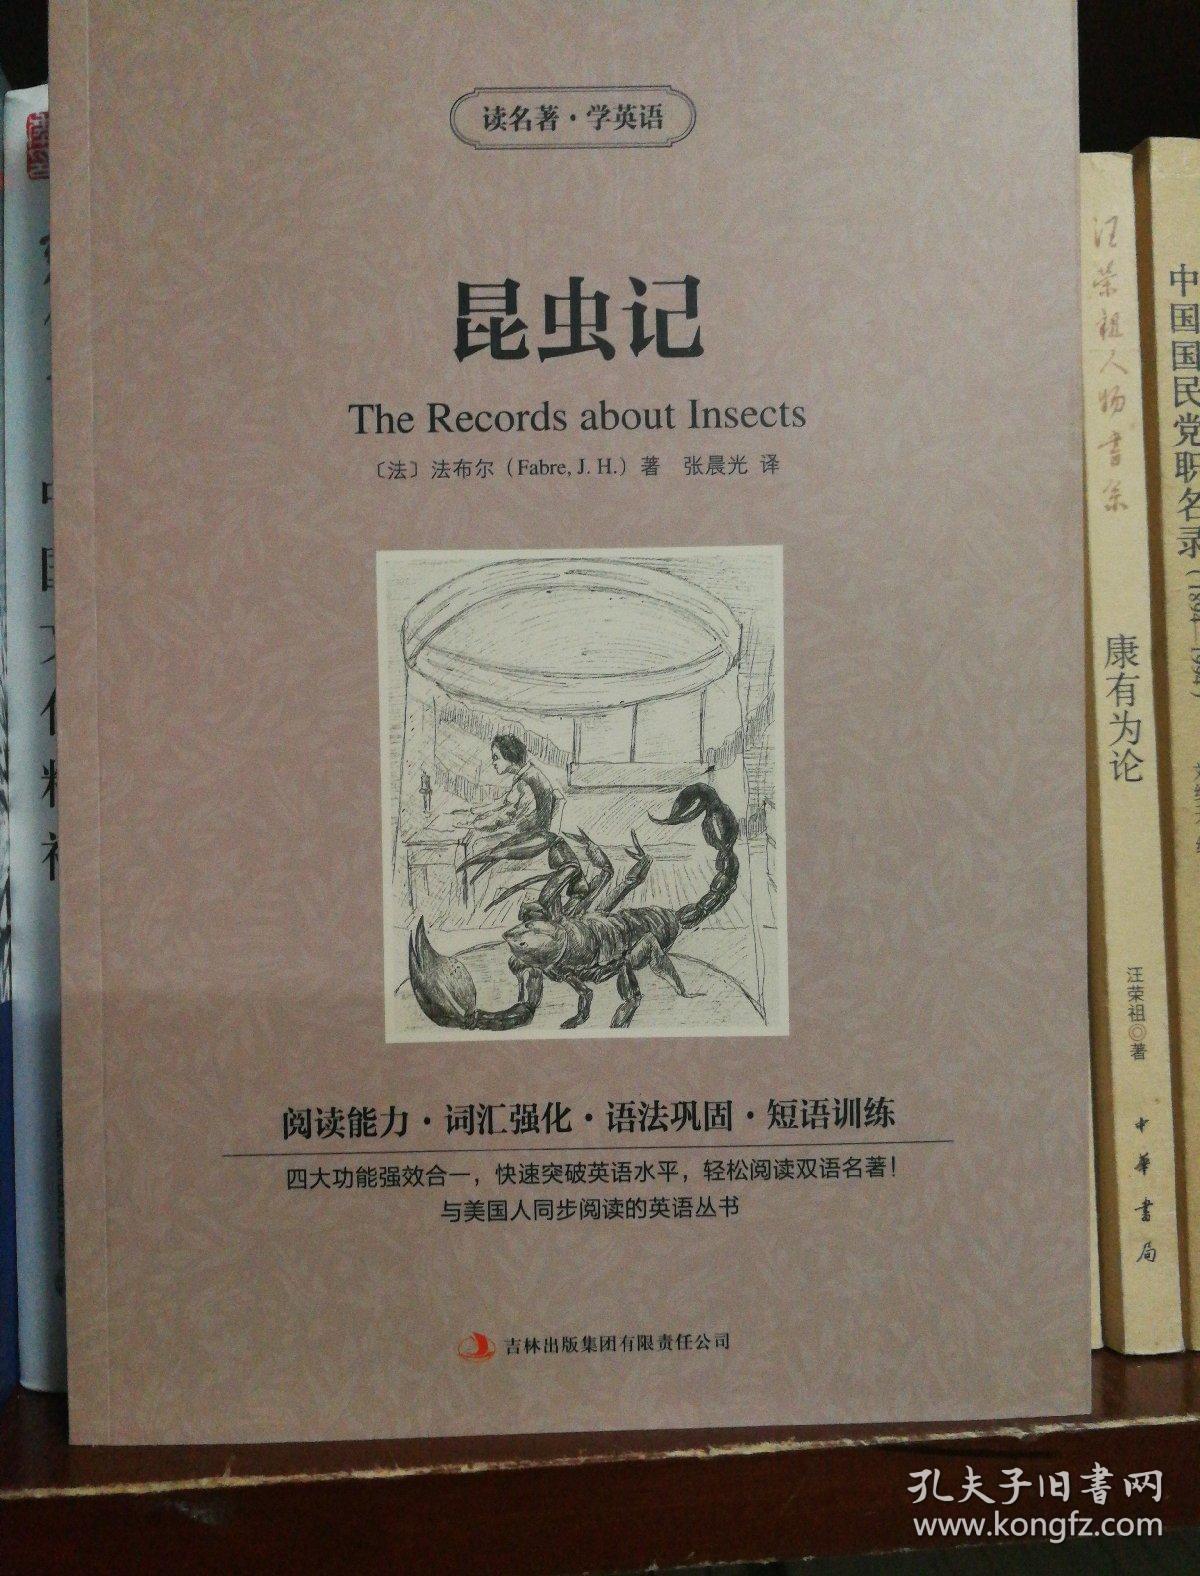 读名著·学英语
昆虫记
The Records about Insects
〔法〕法布尔（Fabre, J. H.）著 张晨光 译
阅读能力·词汇强化·语法巩固·短语训练
四大功能强效合一，快速突破英语水平，轻松阅读双语名著！
与美国人同步阅读的英语丛书
吉林出版集团有限责任公司
汪荣祖人物书系
康有为论
汪荣祖◎著
中华书局
中国国民党职名录
孔夫子旧书网
www.kongfz.com